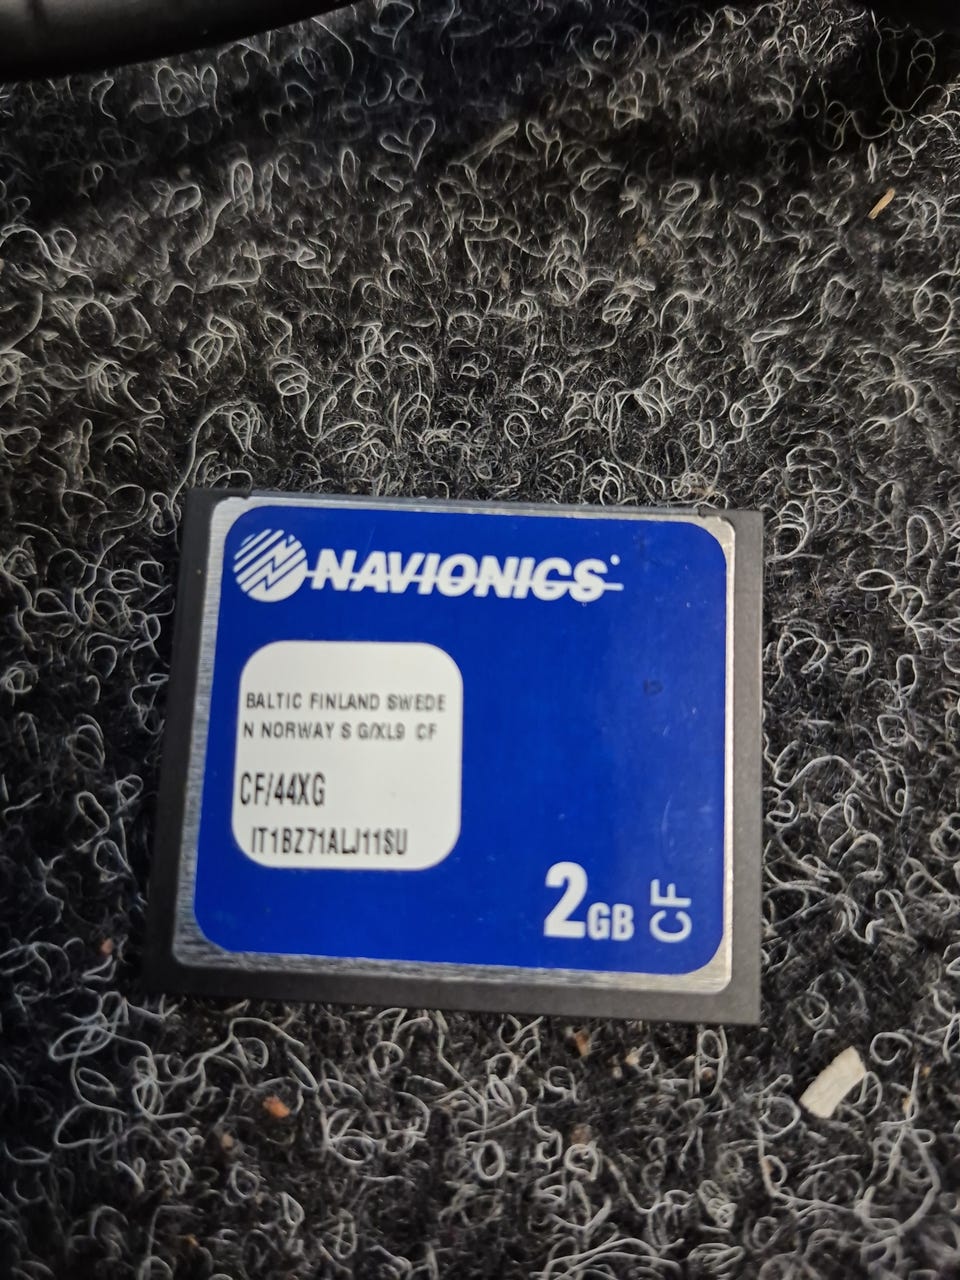 NAVIONICS
BALTIC FINLAND SWEDE
N NORWAY S G/XL9 CF
CF/44XG
IT1BZ71ALJ11SU
2GB CF